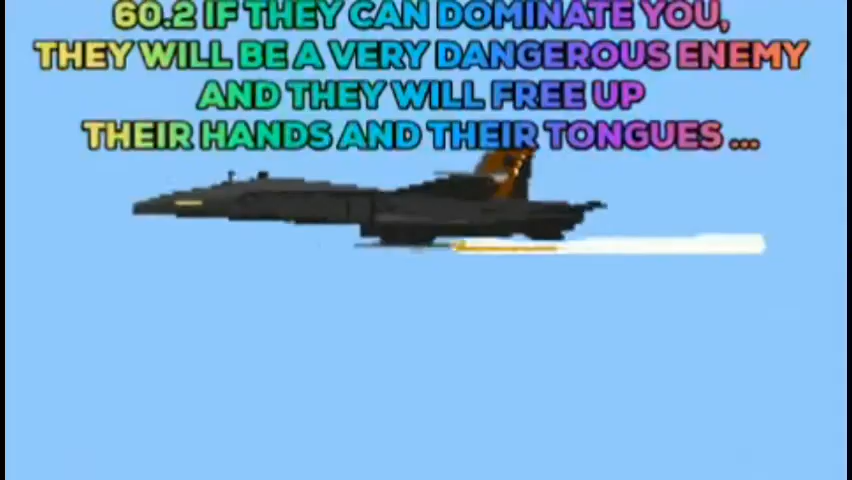 60.2 IF THEY CAN DOMINATE YOU,
THEY WILL BE A VERY DANGEROUS ENEMY
AND THEY WILL FREE UP
THEIR HANDS AND THEIR TONGUES ...